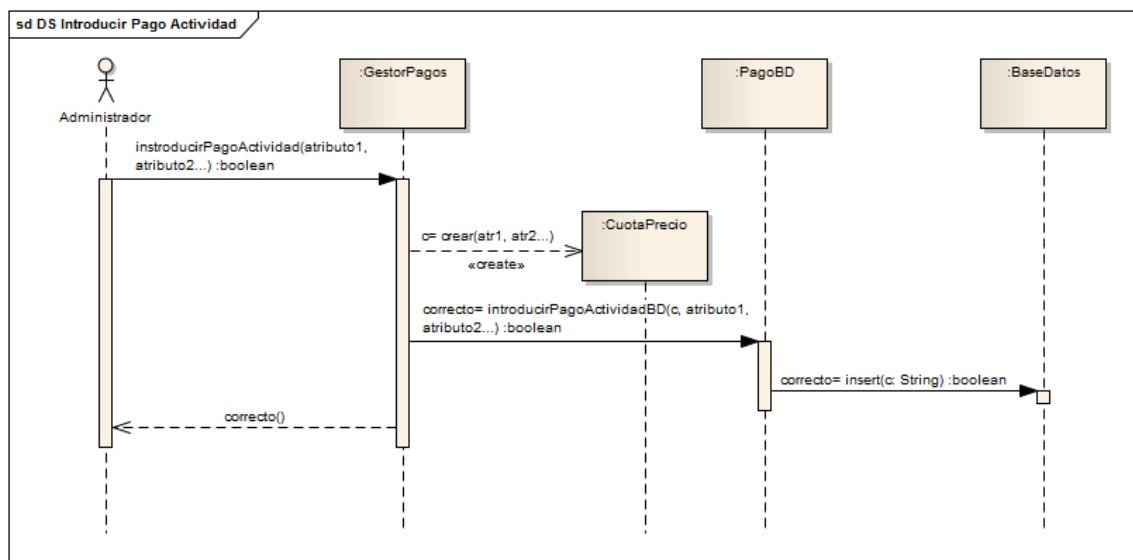 sd DS Introducir Pago Actividad
:GestorPagos
:PagoBD
:BaseDatos
Administrador
instroducirPagoActividad(atributo1,
atributo2...) :boolean
:CuotaPrecio
c= crear(atr1, atr2...)
«create»
correcto= introducirPagoActividadBD(c, atributo1,
atributo2...) :boolean
correcto= insert(c: String) :boolean
correcto()